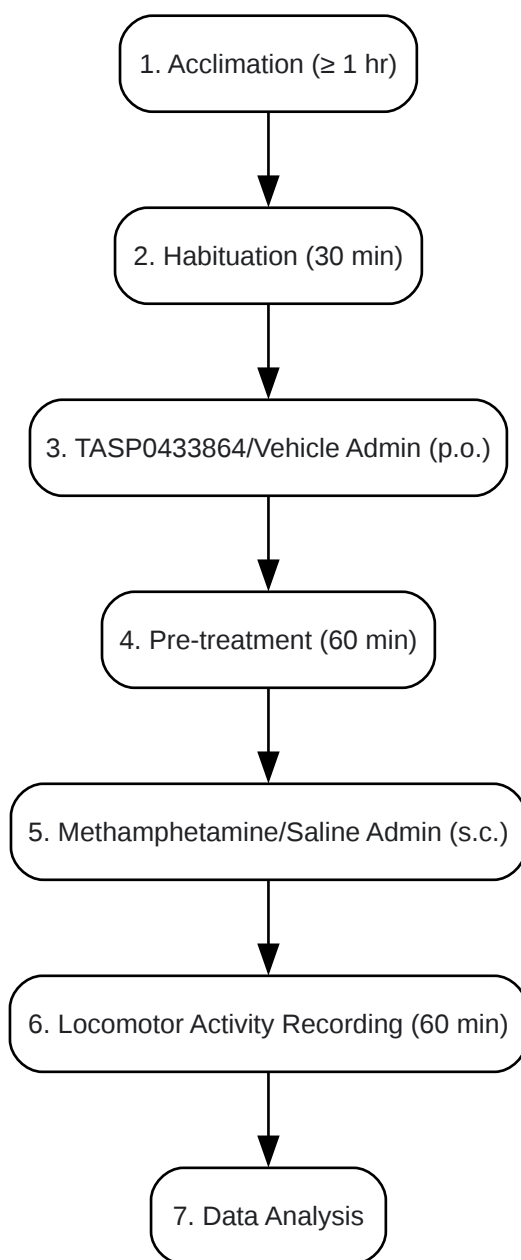 1. Acclimation (≥ 1 hr)
2. Habituation (30 min)
3. TASP0433864/Vehicle Admin (p.o.)
4. Pre-treatment (60 min)
5. Methamphetamine/Saline Admin (s.c.)
6. Locomotor Activity Recording (60 min)
7. Data Analysis